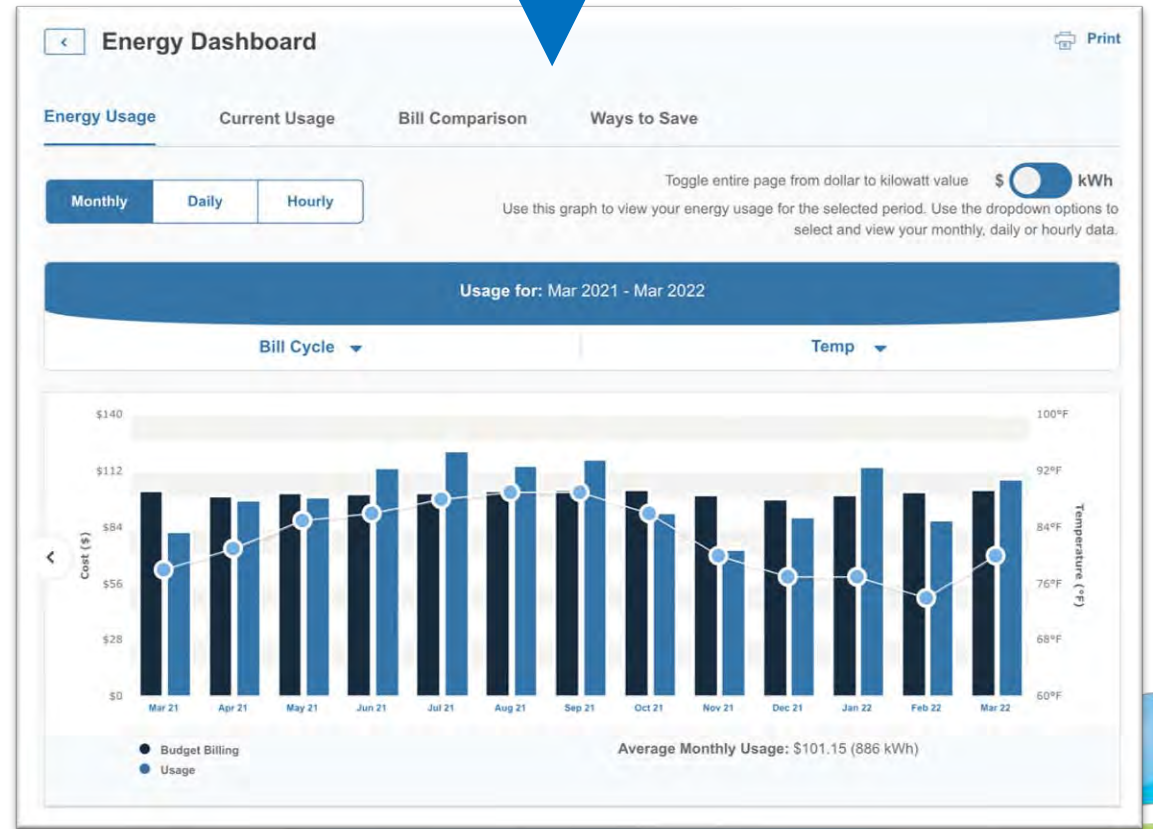 Energy Dashboard
Print
Energy Usage
Current Usage
Bill Comparison
Ways to Save
Monthly
Daily
Hourly
Toggle entire page from dollar to kilowatt value
$
kWh
Use this graph to view your energy usage for the selected period. Use the dropdown options to
select and view your monthly, daily or hourly data.
Usage for: Mar 2021 - Mar 2022
Bill Cycle
Temp
$140
$112
$84
$56
$28
$0
Cost ($)
100°F
92°F
84°F
76°F
68°F
60°F
Temperature (°F)
Mar 21
Apr 21
May 21
Jun 21
Jul 21
Aug 21
Sep 21
Oct 21
Nov 21
Dec 21
Jan 22
Feb 22
Mar 22
Budget Billing
Usage
Average Monthly Usage: $101.15 (886 kWh)